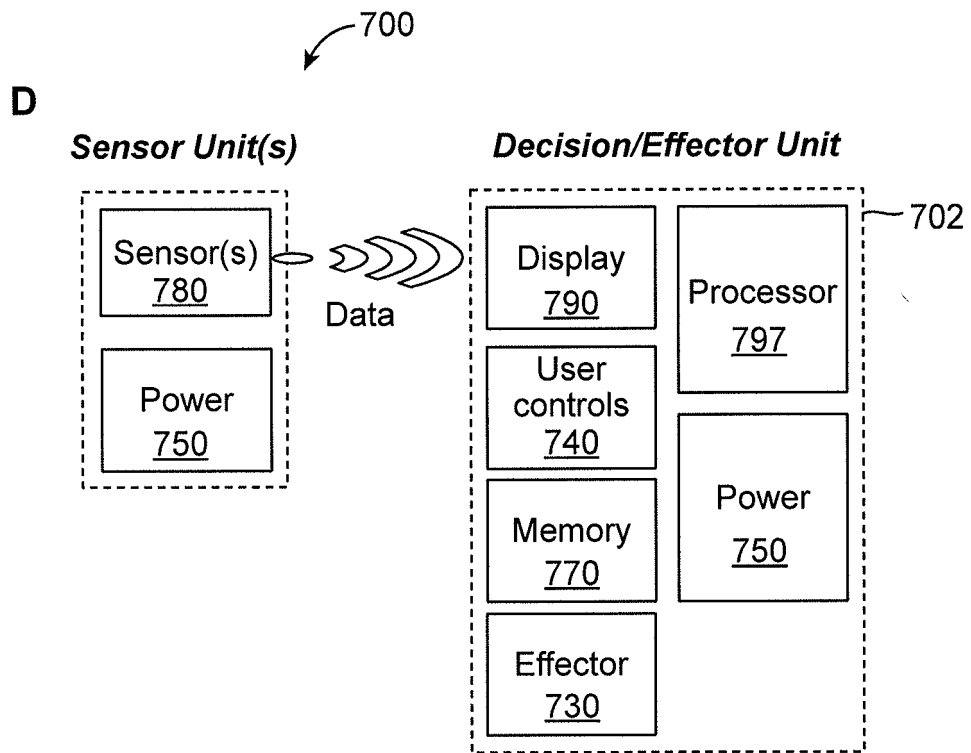 700
D
Sensor Unit(s)
Decision/Effector Unit
702
Sensor(s)
780
Data
Power
750
Display
790
User
controls
740
Memory
770
Effector
730
Processor
797
Power
750